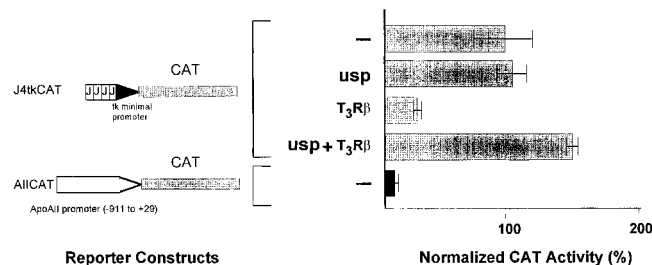 J4tkCAT
J J J J
CAT
tk minimal
promoter
AIICAT
CAT
ApoAII promoter (-911 to +29)
Reporter Constructs
–
usp
T3Rβ
usp + T3Rβ
–
100
200
Normalized CAT Activity (%)